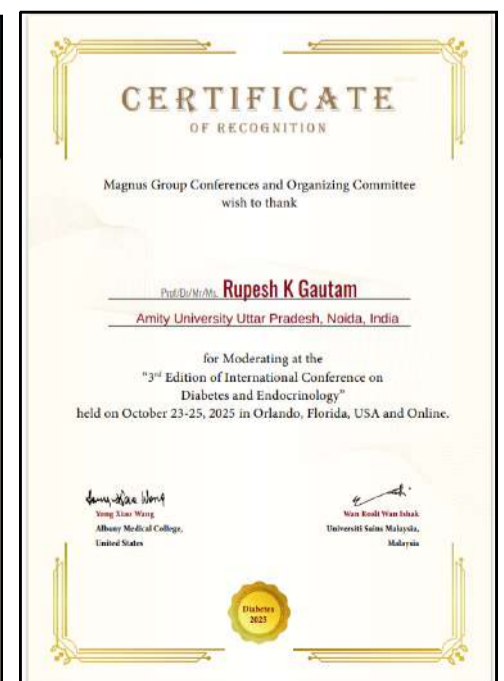 CERTIFICATE
OF RECOGNITION
Magnus Group Conferences and Organizing Committee
wish to thank
Prof/Dr/Mr/Ms. Rupesh K Gautam
Amity University Uttar Pradesh, Noida, India
for Moderating at the
"3rd Edition of International Conference on
Diabetes and Endocrinology"
held on October 23-25, 2025 in Orlando, Florida, USA and Online.
Yong Xiao Wang
Albany Medical College,
United States
Wan Rosli Wan Ishak
Universiti Sains Malaysia,
Malaysia
Diabetes
2025